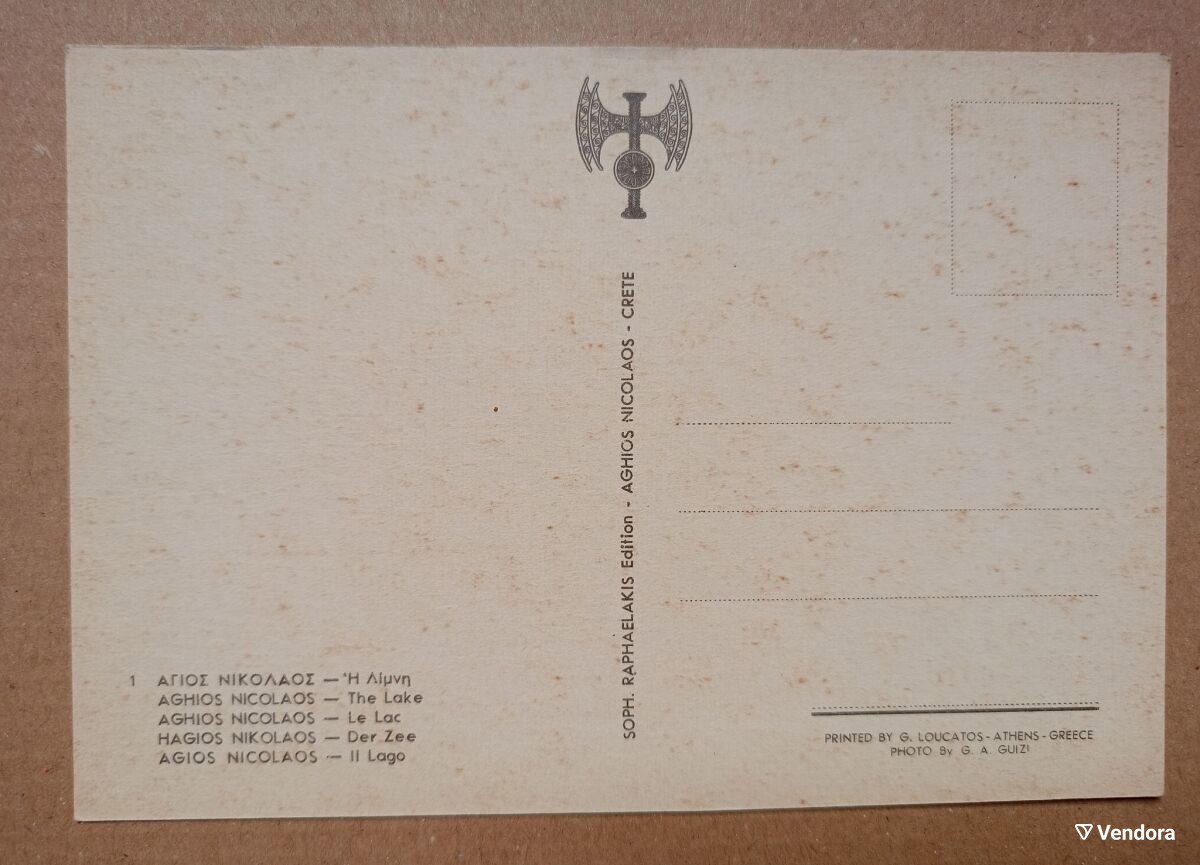 SOPH. RAPHAELAKIS Edition - AGHIOS NICOLAOS - CRETE
1 ΑΓΙΟΣ ΝΙΚΟΛΑΟΣ — Ἡ Λίμνη
AGHIOS NICOLAOS — The Lake
AGHIOS NICOLAOS — Le Lac
HAGIOS NIKOLAOS — Der Zee
AGIOS NICOLAOS — Il Lago
PRINTED BY G. LOUCATOS - ATHENS - GREECE
PHOTO By G. A. GUIZI
Vendora